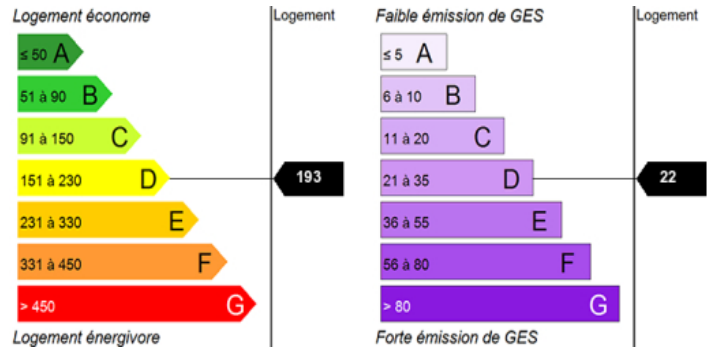 Logement économe
Logement
≤ 50 A
51 à 90 B
91 à 150 C
151 à 230 D
193
231 à 330 E
331 à 450 F
> 450 G
Logement énergivore
Faible émission de GES
Logement
≤ 5 A
6 à 10 B
11 à 20 C
21 à 35 D
22
36 à 55 E
56 à 80 F
> 80 G
Forte émission de GES